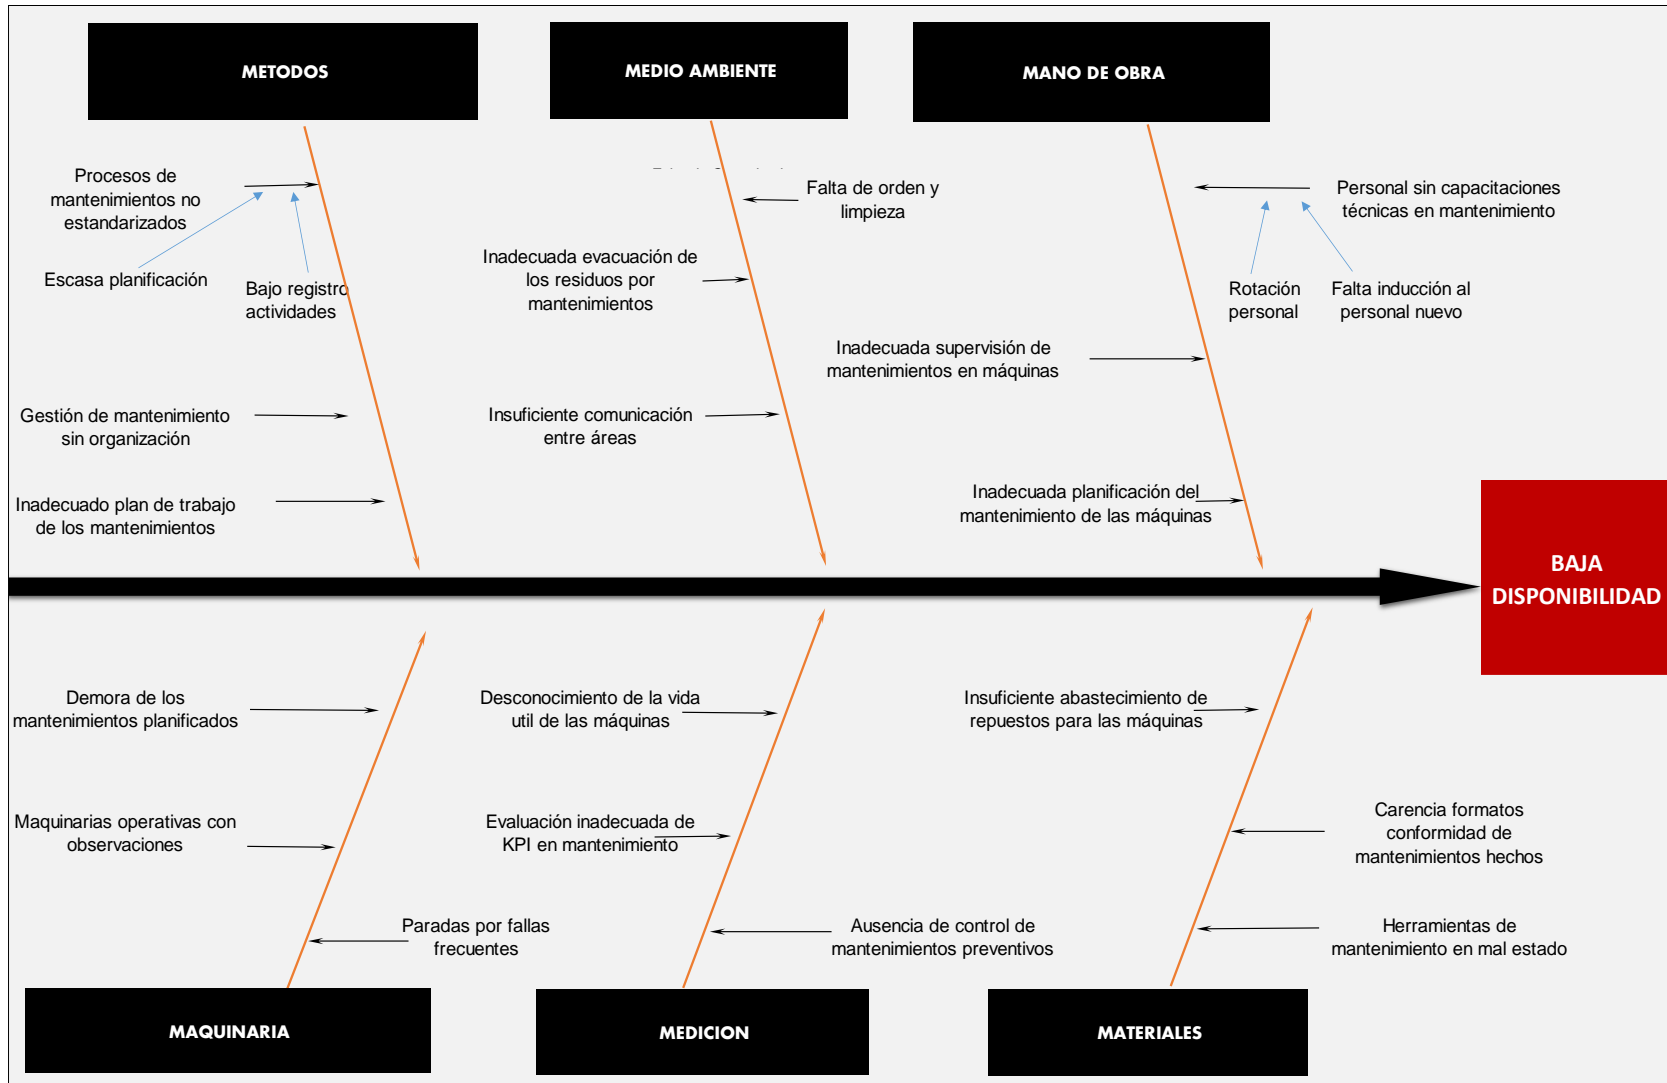 METODOS
MEDIO AMBIENTE
MANO DE OBRA
Procesos de
mantenimientos no
estandarizados
Escasa planificación
Bajo registro
actividades
Gestión de mantenimiento
sin organización
Inadecuado plan de trabajo
de los mantenimientos
Falta de orden y
limpieza
Inadecuada evacuación de
los residuos por
mantenimientos
Insuficiente comunicación
entre áreas
Personal sin capacitaciones
técnicas en mantenimiento
Rotación
personal
Falta inducción al
personal nuevo
Inadecuada supervisión de
mantenimientos en máquinas
Inadecuada planificación del
mantenimiento de las máquinas
BAJA
DISPONIBILIDAD
Demora de los
mantenimientos planificados
Maquinarias operativas con
observaciones
Paradas por fallas
frecuentes
Desconocimiento de la vida
util de las máquinas
Evaluación inadecuada de
KPI en mantenimiento
Ausencia de control de
mantenimientos preventivos
Insuficiente abastecimiento de
repuestos para las máquinas
Carencia formatos
conformidad de
mantenimientos hechos
Herramientas de
mantenimiento en mal estado
MAQUINARIA
MEDICION
MATERIALES